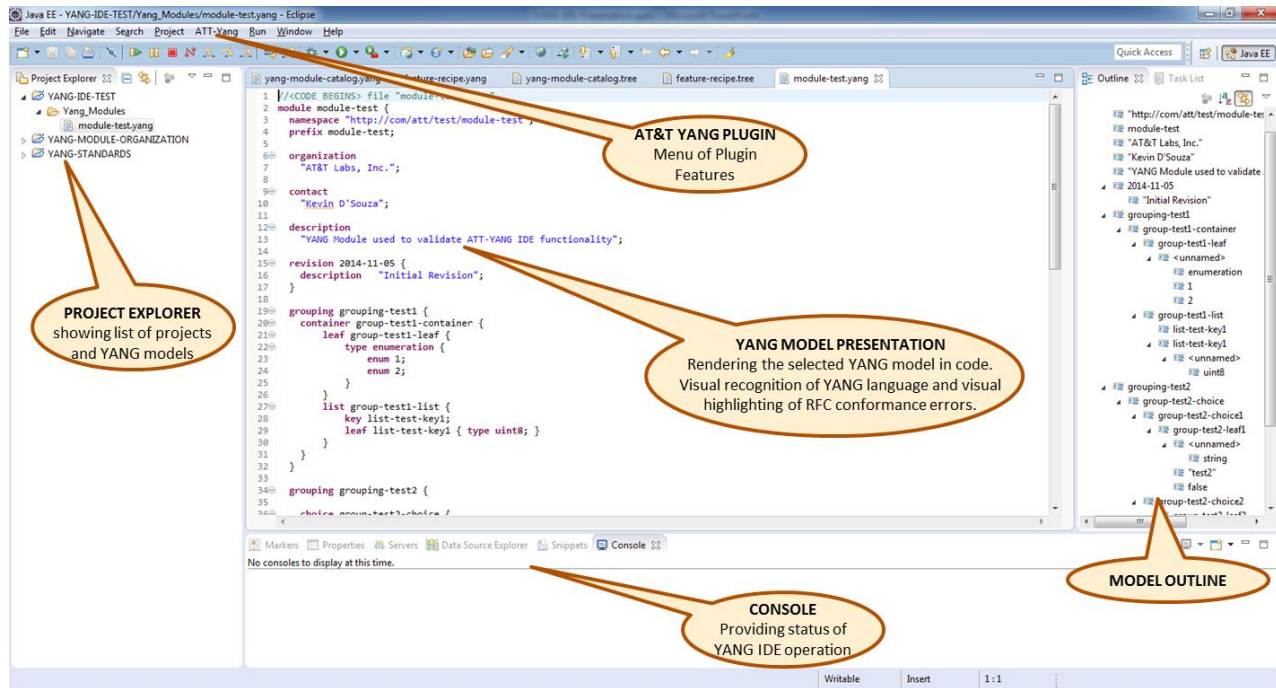 Java EE - YANG-IDE-TEST/Yang_Modules/module-test.yang - Eclipse
File Edit Navigate Search Project ATT-Yang Run Window Help
Quick Access
Java EE
Project Explorer
YANG-IDE-TEST
Yang_Modules
module-test.yang
YANG-MODULE-ORGANIZATION
YANG-STANDARDS
PROJECT EXPLORER
showing list of projects
and YANG models
yang-module-catalog.yang feature-recipe.yang yang-module-catalog.tree feature-recipe.tree module-test.yang
1 //<CODE BEGINS> file
2 module module-test {
3 namespace "http://com/att/test/module-test";
4 prefix module-test;
5
6 organization
7 "AT&T Labs, Inc.";
8
9 contact
10 "Kevin D'Souza";
11
12 description
13 "YANG Module used to validate ATT-YANG IDE functionality";
14
15 revision 2014-11-05 {
16 description "Initial Revision";
17 }
18
19 grouping grouping-test1 {
20 container group-test1-container {
21 leaf group-test1-leaf {
22 type enumeration {
23 enum 1;
24 enum 2;
25 }
26 }
27 list group-test1-list {
28 key list-test-key1;
29 leaf list-test-key1 { type uint8; }
30 }
31 }
32 }
33
34 grouping grouping-test2 {
35
36 choice group-test2-choice {
AT&T YANG PLUGIN
Menu of Plugin
Features
YANG MODEL PRESENTATION
Rendering the selected YANG model in code.
Visual recognition of YANG language and visual
highlighting of RFC conformance errors.
Outline Task List
"http://com/att/test/module-tes
module-test
"AT&T Labs, Inc."
"Kevin D'Souza"
"YANG Module used to validate
2014-11-05
"Initial Revision"
grouping-test1
group-test1-container
group-test1-leaf
<unnamed>
enumeration
1
2
group-test1-list
list-test-key1
list-test-key1
<unnamed>
uint8
grouping-test2
group-test2-choice
group-test2-choice1
group-test2-leaf1
<unnamed>
string
"test2"
false
group-test2-choice2
MODEL OUTLINE
Markers Properties Servers Data Source Explorer Snippets Console
No consoles to display at this time.
CONSOLE
Providing status of
YANG IDE operation
Writable Insert 1:1